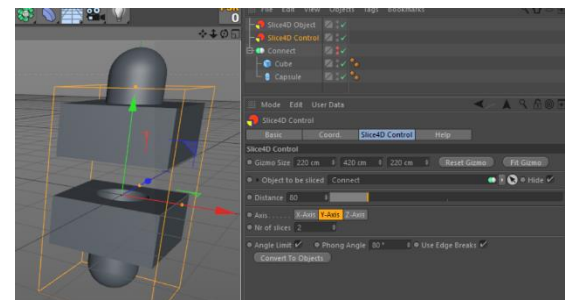 PSR
0
File Edit View Objects Tags Bookmarks
Slice4D Object
Slice4D Control
Connect
Cube
Capsule
Mode Edit User Data
Slice4D Control
Basic Coord. Slice4D Control Help
Slice4D Control
Gizmo Size 220 cm 420 cm 220 cm Reset Gizmo Fit Gizmo
Object to be sliced Connect Hide
Distance 80
Axis...... X-Axis Y-Axis Z-Axis
Nr of slices 2
Angle Limit Phong Angle 80° Use Edge Breaks
Convert To Objects